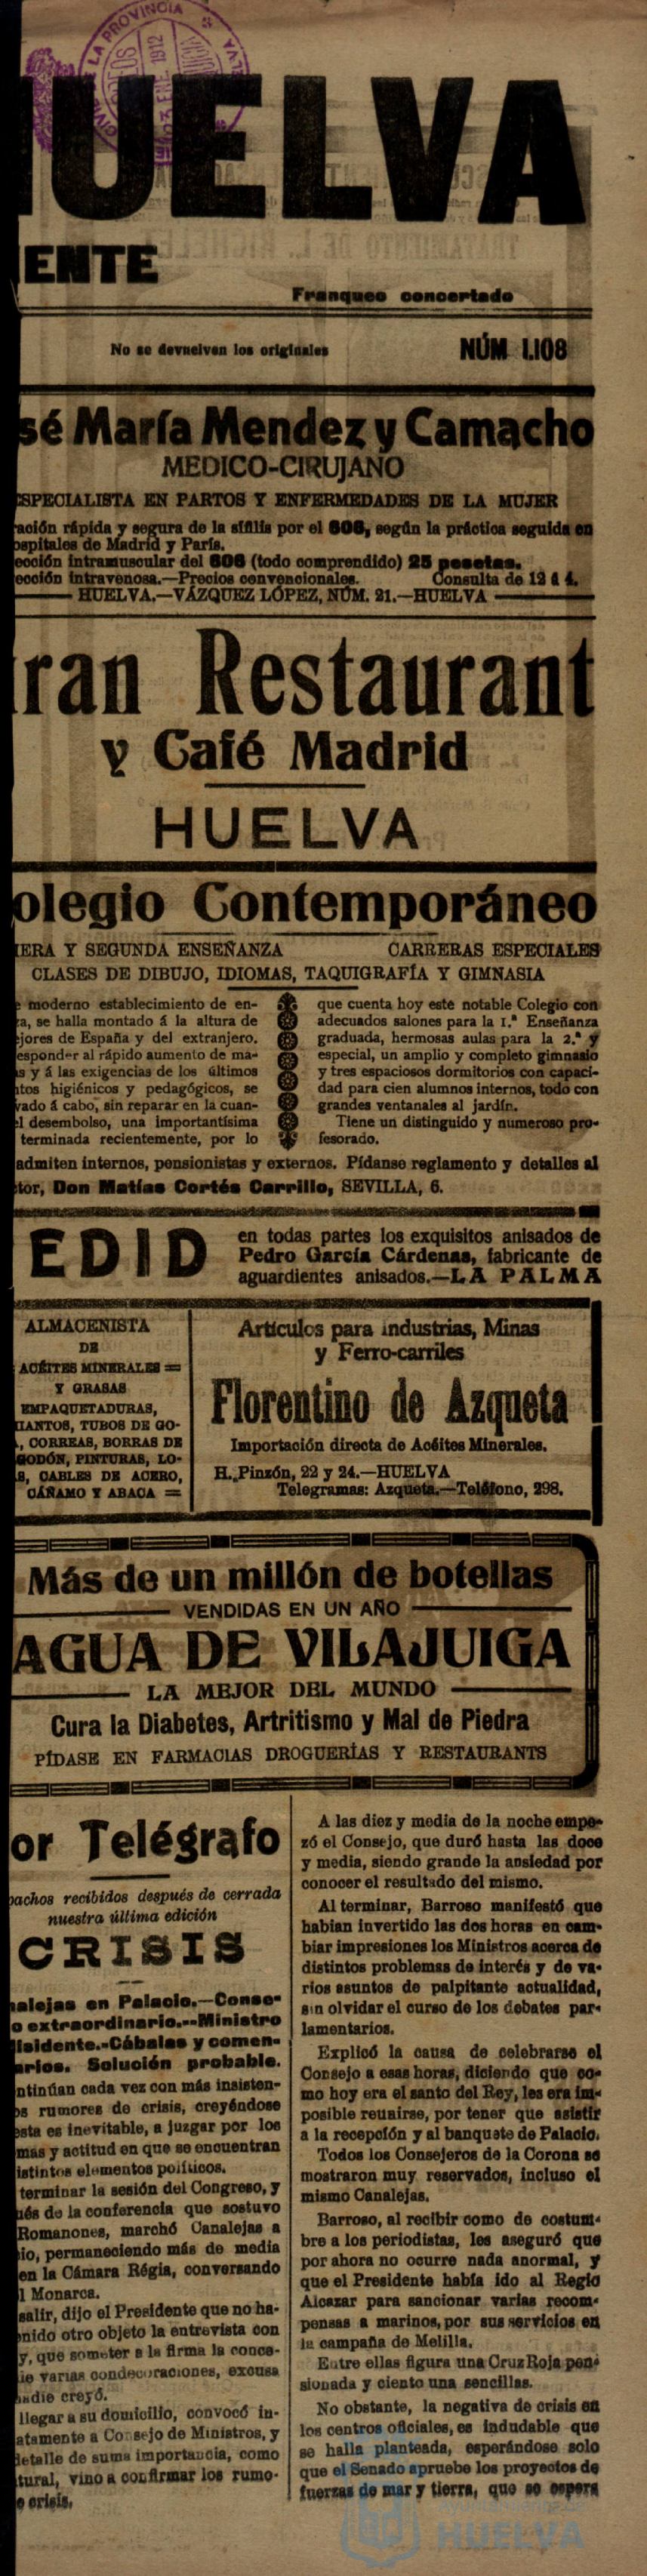 HUELVA
ENTE
Franqueo concertado
No se devuelven los originales
NÚM 1.108
sé María Mendez y Camacho
MEDICO-CIRUJANO
ESPECIALISTA EN PARTOS Y ENFERMEDADES DE LA MUJER
ración rápida y segura de la sífilis por el 606, según la práctica seguida en
ospitales de Madrid y París.
ección intramuscular del 606 (todo comprendido) 25 pesetas.
ección intravenosa.—Precios convencionales. Consulta de 12 á 4.
HUELVA.—VÁZQUEZ LÓPEZ, NÚM. 21.—HUELVA
ran Restaurant
y Café Madrid
HUELVA
olegio Contemporáneo
IERA Y SEGUNDA ENSEÑANZA CARRERAS ESPECIALES
CLASES DE DIBUJO, IDIOMAS, TAQUIGRAFÍA Y GIMNASIA
e moderno establecimiento de en-
za, se halla montado á la altura de
ejores de España y del extranjero.
esponder al rápido aumento de ma-
s y á las exigencias de los últimos
ntos higiénicos y pedagógicos, se
vado á cabo, sin reparar en la cuan-
el desembolso, una importantísima
terminada recientemente, por lo
que cuenta hoy este notable Colegio con
adecuados salones para la 1.ª Enseñanza
graduada, hermosas aulas para la 2.ª y
especial, un amplio y completo gimnasio
y tres espaciosos dormitorios con capaci-
dad para cien alumnos internos, todo con
grandes ventanales al jardín.
Tiene un distinguido y numeroso pro-
fesorado.
admiten internos, pensionistas y externos. Pídanse reglamento y detalles al
tor, Don Matías Cortés Carrillo, SEVILLA, 6.
EDID
en todas partes los exquisitos anisados de
Pedro García Cárdenas, fabricante de
aguardientes anisados.—LA PALMA
ALMACENISTA
DE
ACÉITES MINERALES
Y GRASAS
EMPAQUETADURAS,
IANTOS, TUBOS DE GO-
, CORREAS, BORRAS DE
GODÓN, PINTURAS, LO-
S, CABLES DE ACERO,
CÁÑAMO Y ABACA
Artículos para industrias, Minas
y Ferro-carriles
Florentino de Azqueta
Importación directa de Acéites Minerales.
H. Pinzón, 22 y 24.—HUELVA
Telegramas: Azqueta.—Teléfono, 298.
Más de un millón de botellas
VENDIDAS EN UN AÑO
AGUA DE VILAJUIGA
LA MEJOR DEL MUNDO
Cura la Diabetes, Artritismo y Mal de Piedra
PÍDASE EN FARMACIAS DROGUERÍAS Y RESTAURANTS
or Telégrafo
pachos recibidos después de cerrada
nuestra última edición
CRISIS
nalejas en Palacio.—Conse-
o extraordinario.--Ministro
lisidente.-Cábalas y comen-
arios. Solución probable.
ntinúan cada vez con más insisten-
os rumores de crisis, creyéndose
esta es inevitable, a juzgar por los
mas y actitud en que se encuentran
istintos elementos políticos.
terminar la sesión del Congreso, y
ués de la conferencia que sostuvo
Romanones, marchó Canalejas a
io, permaneciendo más de media
en la Cámara Régia, conversando
l Monarca.
salir, dijo el Presidente que no ha-
nido otro objeto la entrevista con
y, que someter a la firma la conce-
de varias condecoraciones, excusa
nadie creyó.
llegar a su domicilio, convocó in-
atamente a Consejo de Ministros, y
detalle de suma importancia, como
tural, vino a confirmar los rumo-
e crisis.
A las diez y media de la noche empe-
zó el Consejo, que duró hasta las doce
y media, siendo grande la ansiedad por
conocer el resultado del mismo.
Al terminar, Barroso manifestó que
habian invertido las dos horas en cam-
biar impresiones los Ministros acerca de
distintos problemas de interés y de va-
rios asuntos de palpitante actualidad,
sin olvidar el curso de los debates par-
lamentarios.
Explicó la causa de celebrarse el
Consejo a esas horas, diciendo que co-
mo hoy era el santo del Rey, les era im-
posible reunirse, por tener que asistir
a la recepción y al banquete de Palacio.
Todos los Consejeros de la Corona se
mostraron muy reservados, incluso el
mismo Canalejas.
Barroso, al recibir como de costum-
bre a los periodistas, les aseguró que
por ahora no ocurre nada anormal, y
que el Presidente había ido al Regio
Alcazar para sancionar varias recom-
pensas a marinos, por sus servicios en
la campaña de Melilla.
Entre ellas figura una Cruz Roja pen-
sionada y ciento una sencillas.
No obstante, la negativa de crisis en
los centros oficiales, es indudable que
se halla planteada, esperándose solo
que el Senado apruebe los proyectos de
fuerzas de mar y tierra, que se espera
HUELVA